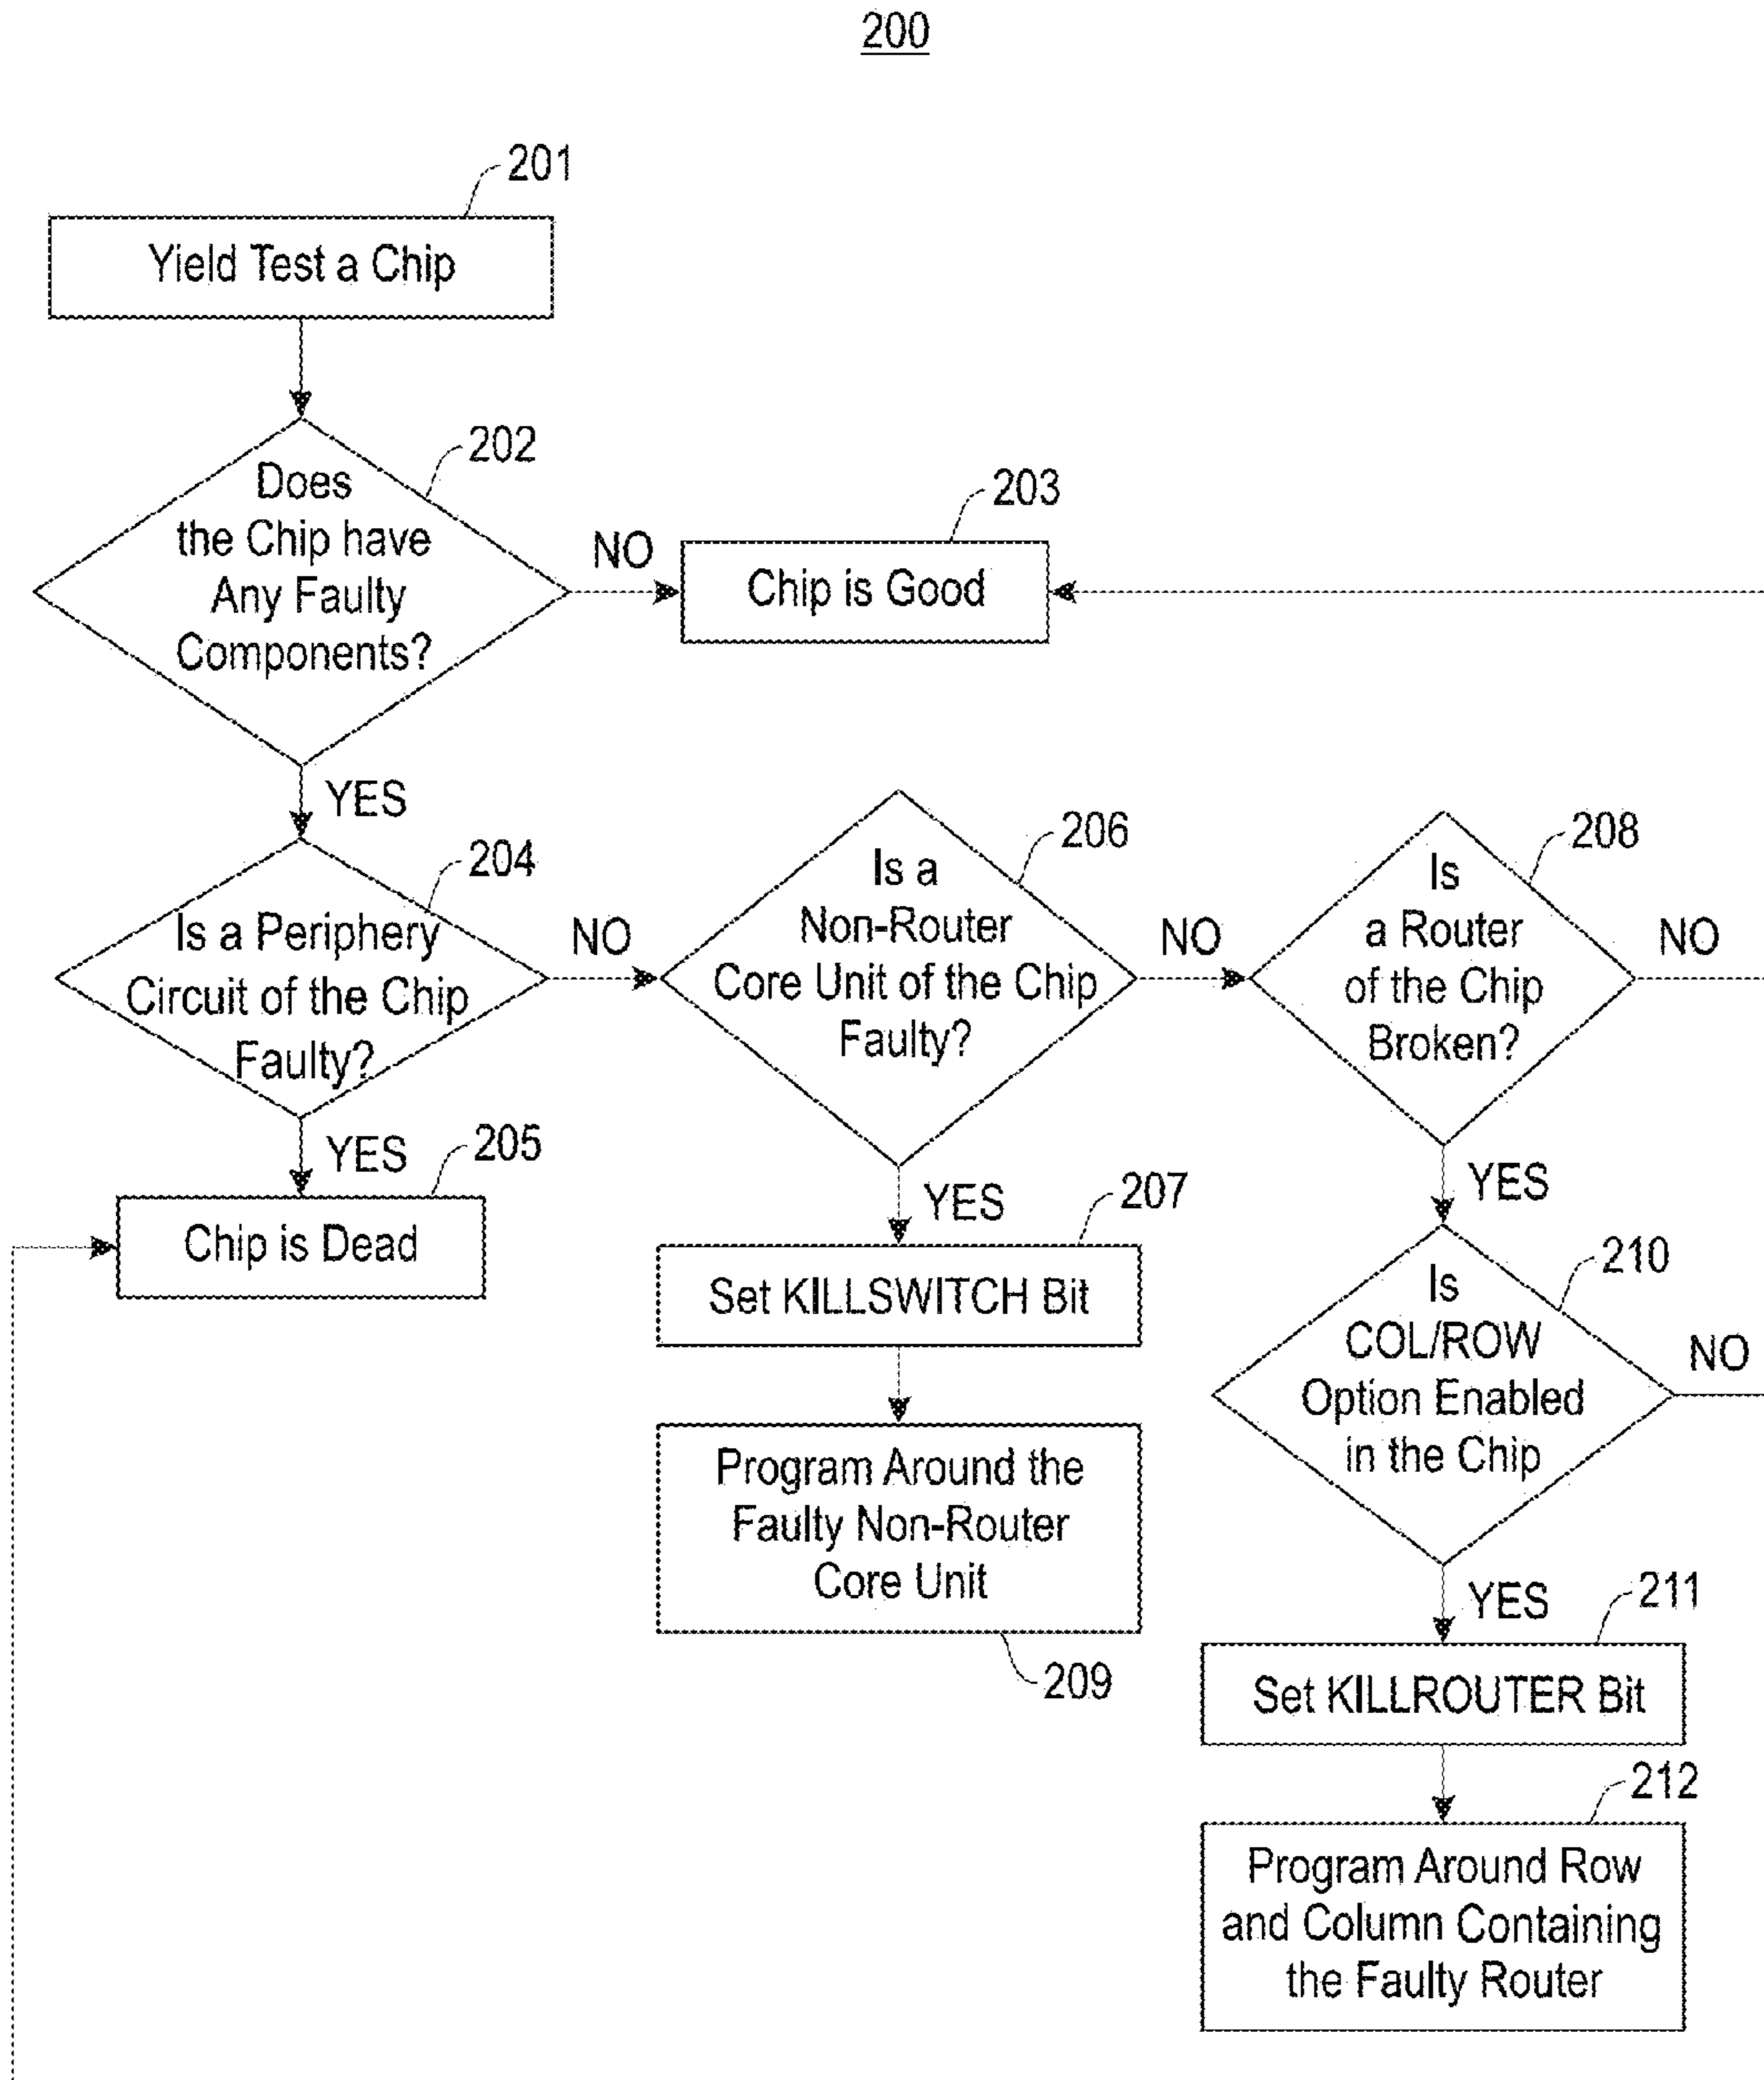 200
201
Yield Test a Chip
202
Does
the Chip have
Any Faulty
Components?
NO
203
Chip is Good
YES
204
Is a Periphery
Circuit of the Chip
Faulty?
NO
206
Is a
Non-Router
Core Unit of the Chip
Faulty?
NO
208
Is
a Router
of the Chip
Broken?
NO
YES
205
Chip is Dead
YES
207
Set KILLSWITCH Bit
YES
210
Is
COL/ROW
Option Enabled
in the Chip
NO
Program Around the
Faulty Non-Router
Core Unit
209
YES
211
Set KILLROUTER Bit
212
Program Around Row
and Column Containing
the Faulty Router